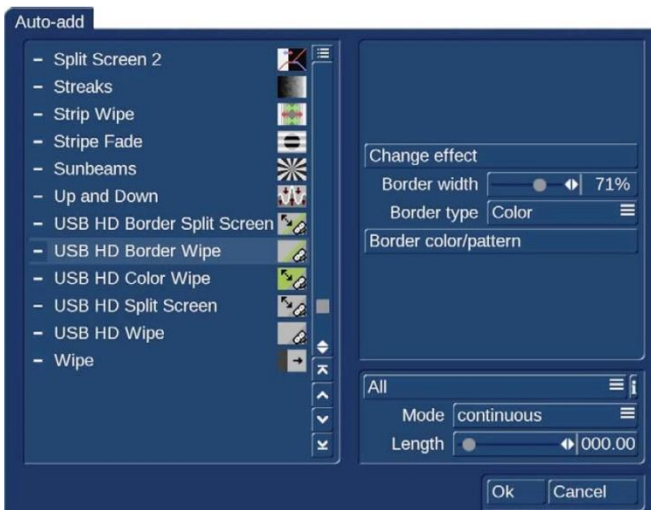 Auto-add
– Split Screen 2
– Streaks
– Strip Wipe
– Stripe Fade
– Sunbeams
– Up and Down
– USB HD Border Split Screen
– USB HD Border Wipe
– USB HD Color Wipe
– USB HD Split Screen
– USB HD Wipe
– Wipe
Change effect
Border width 71%
Border type Color
Border color/pattern
All i
Mode continuous
Length 000.00
Ok Cancel